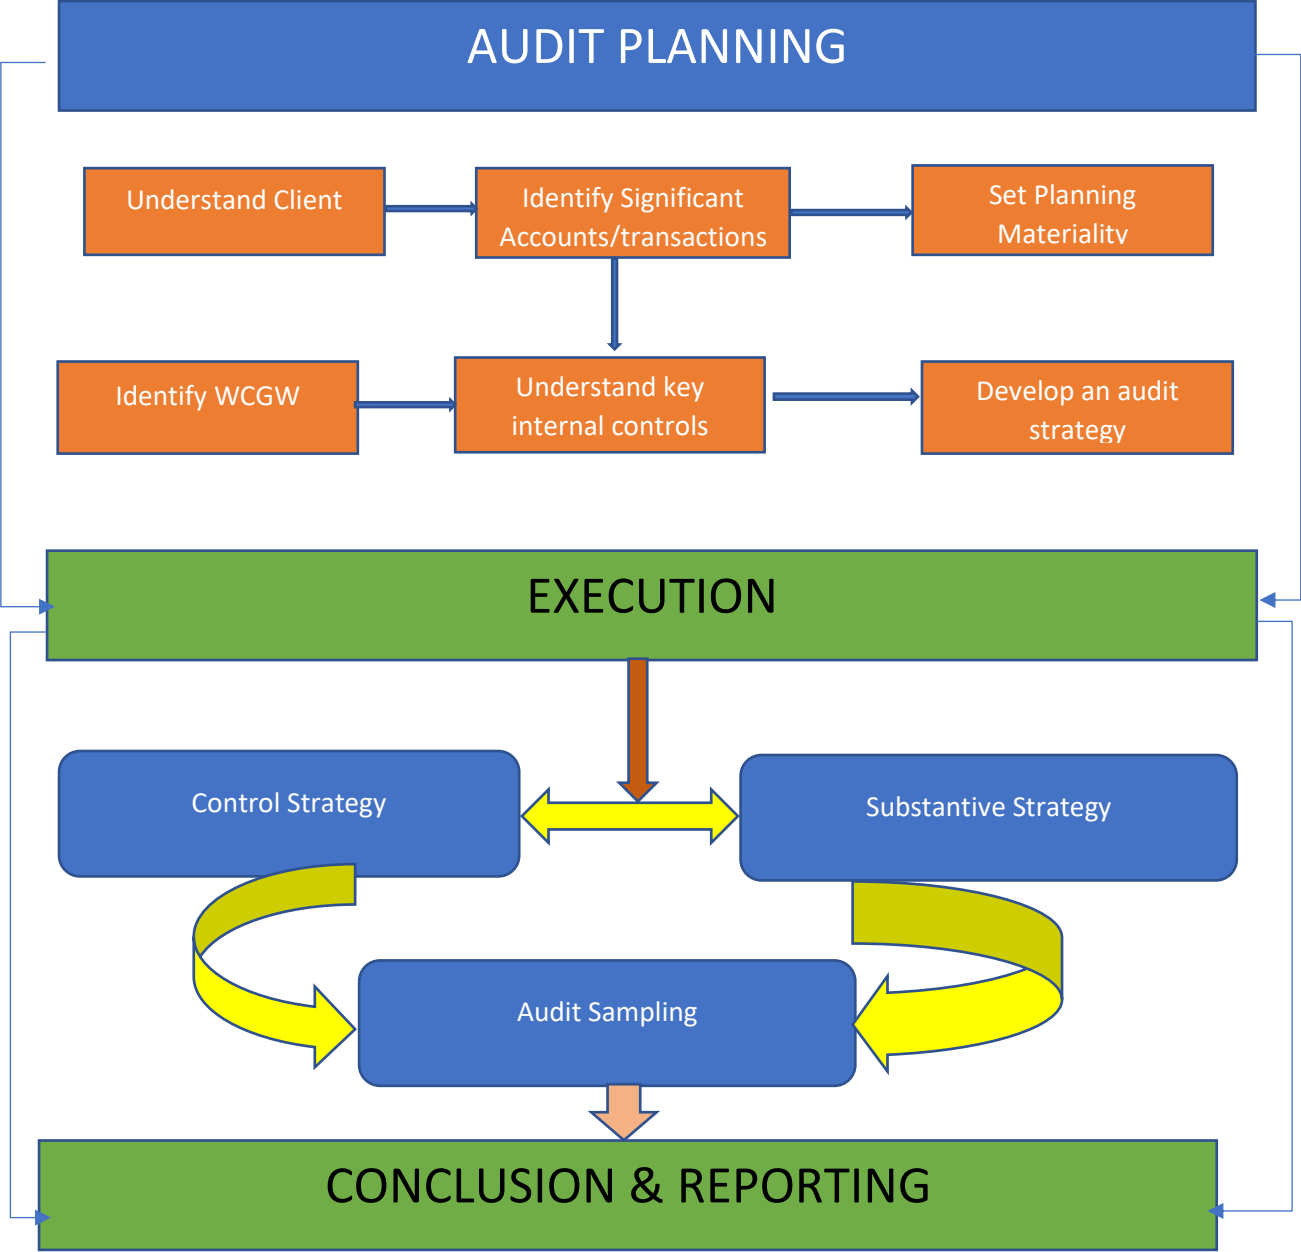 AUDIT PLANNING
Understand Client
Identify Significant
Accounts/transactions
Set Planning
Materiality
Identify WCGW
Understand key
internal controls
Develop an audit
strategy
EXECUTION
Control Strategy
Substantive Strategy
Audit Sampling
CONCLUSION & REPORTING